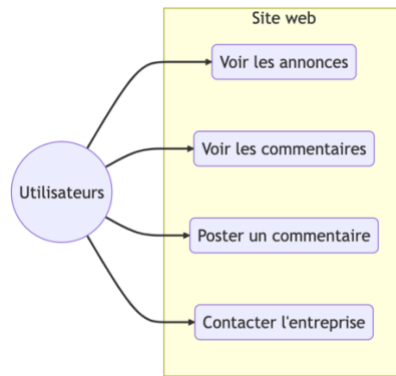 Site web
Voir les annonces
Voir les commentaires
Utilisateurs
Poster un commentaire
Contacter l'entreprise